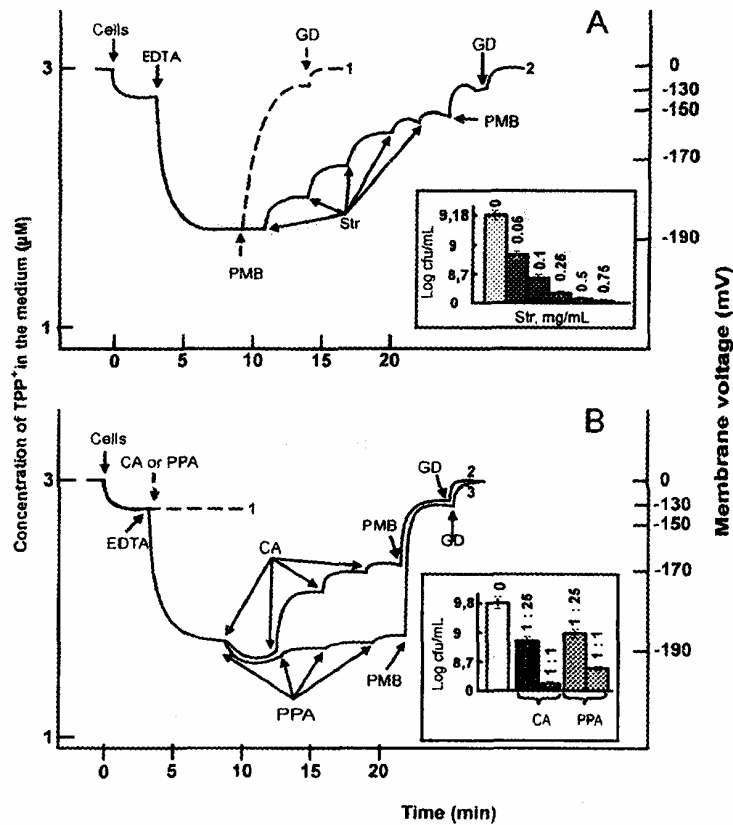 A
Cells
EDTA
GD
1
GD
2
PMB
Str
PMB
3
1
0
-130
-150
-170
-190
0 5 10 15 20
Log cfu/mL
9,18
9
8,7
0
0
0.05
0.1
0.25
0.5
0.75
Str, mg/mL
Concentration of TPP+ in the medium (µM)
Membrane voltage (mV)
B
Cells
CA or PPA
1
EDTA
CA
PPA
PMB
PMB
GD
2
3
GD
3
1
0
-130
-150
-170
-190
0 5 10 15 20
Log cfu/mL
9,8
9
8,7
0
0
1 : 25
1 : 1
1 : 25
1 : 1
CA PPA
Time (min)